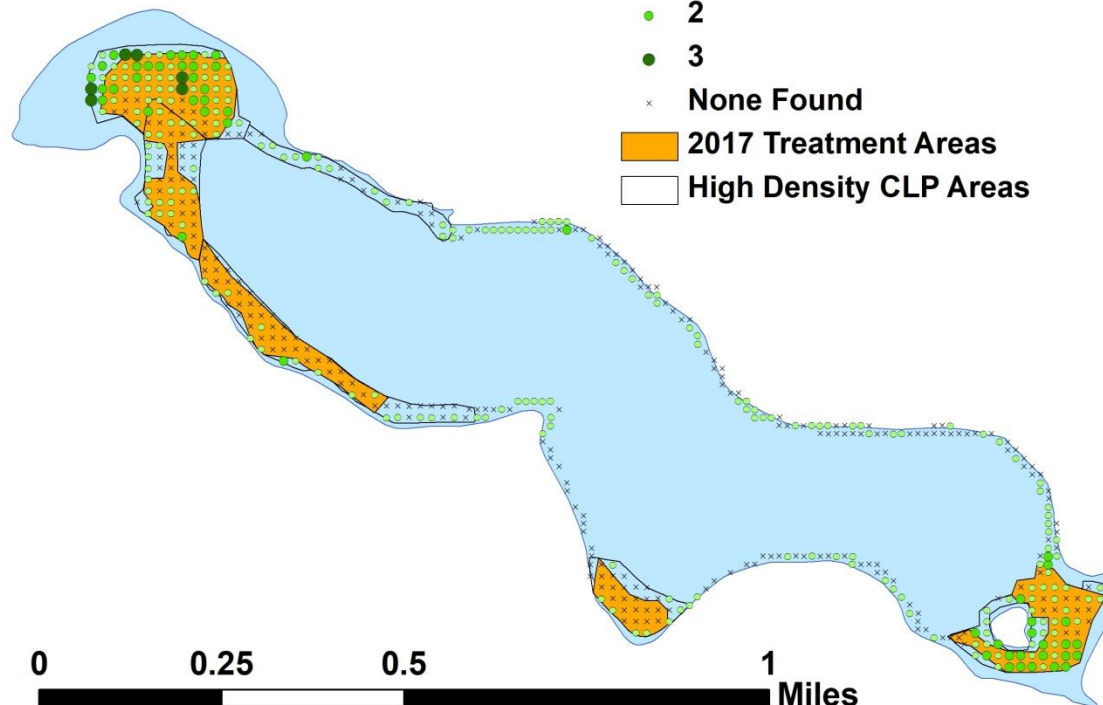 2
3
None Found
2017 Treatment Areas
High Density CLP Areas
0 0.25 0.5 1
Miles